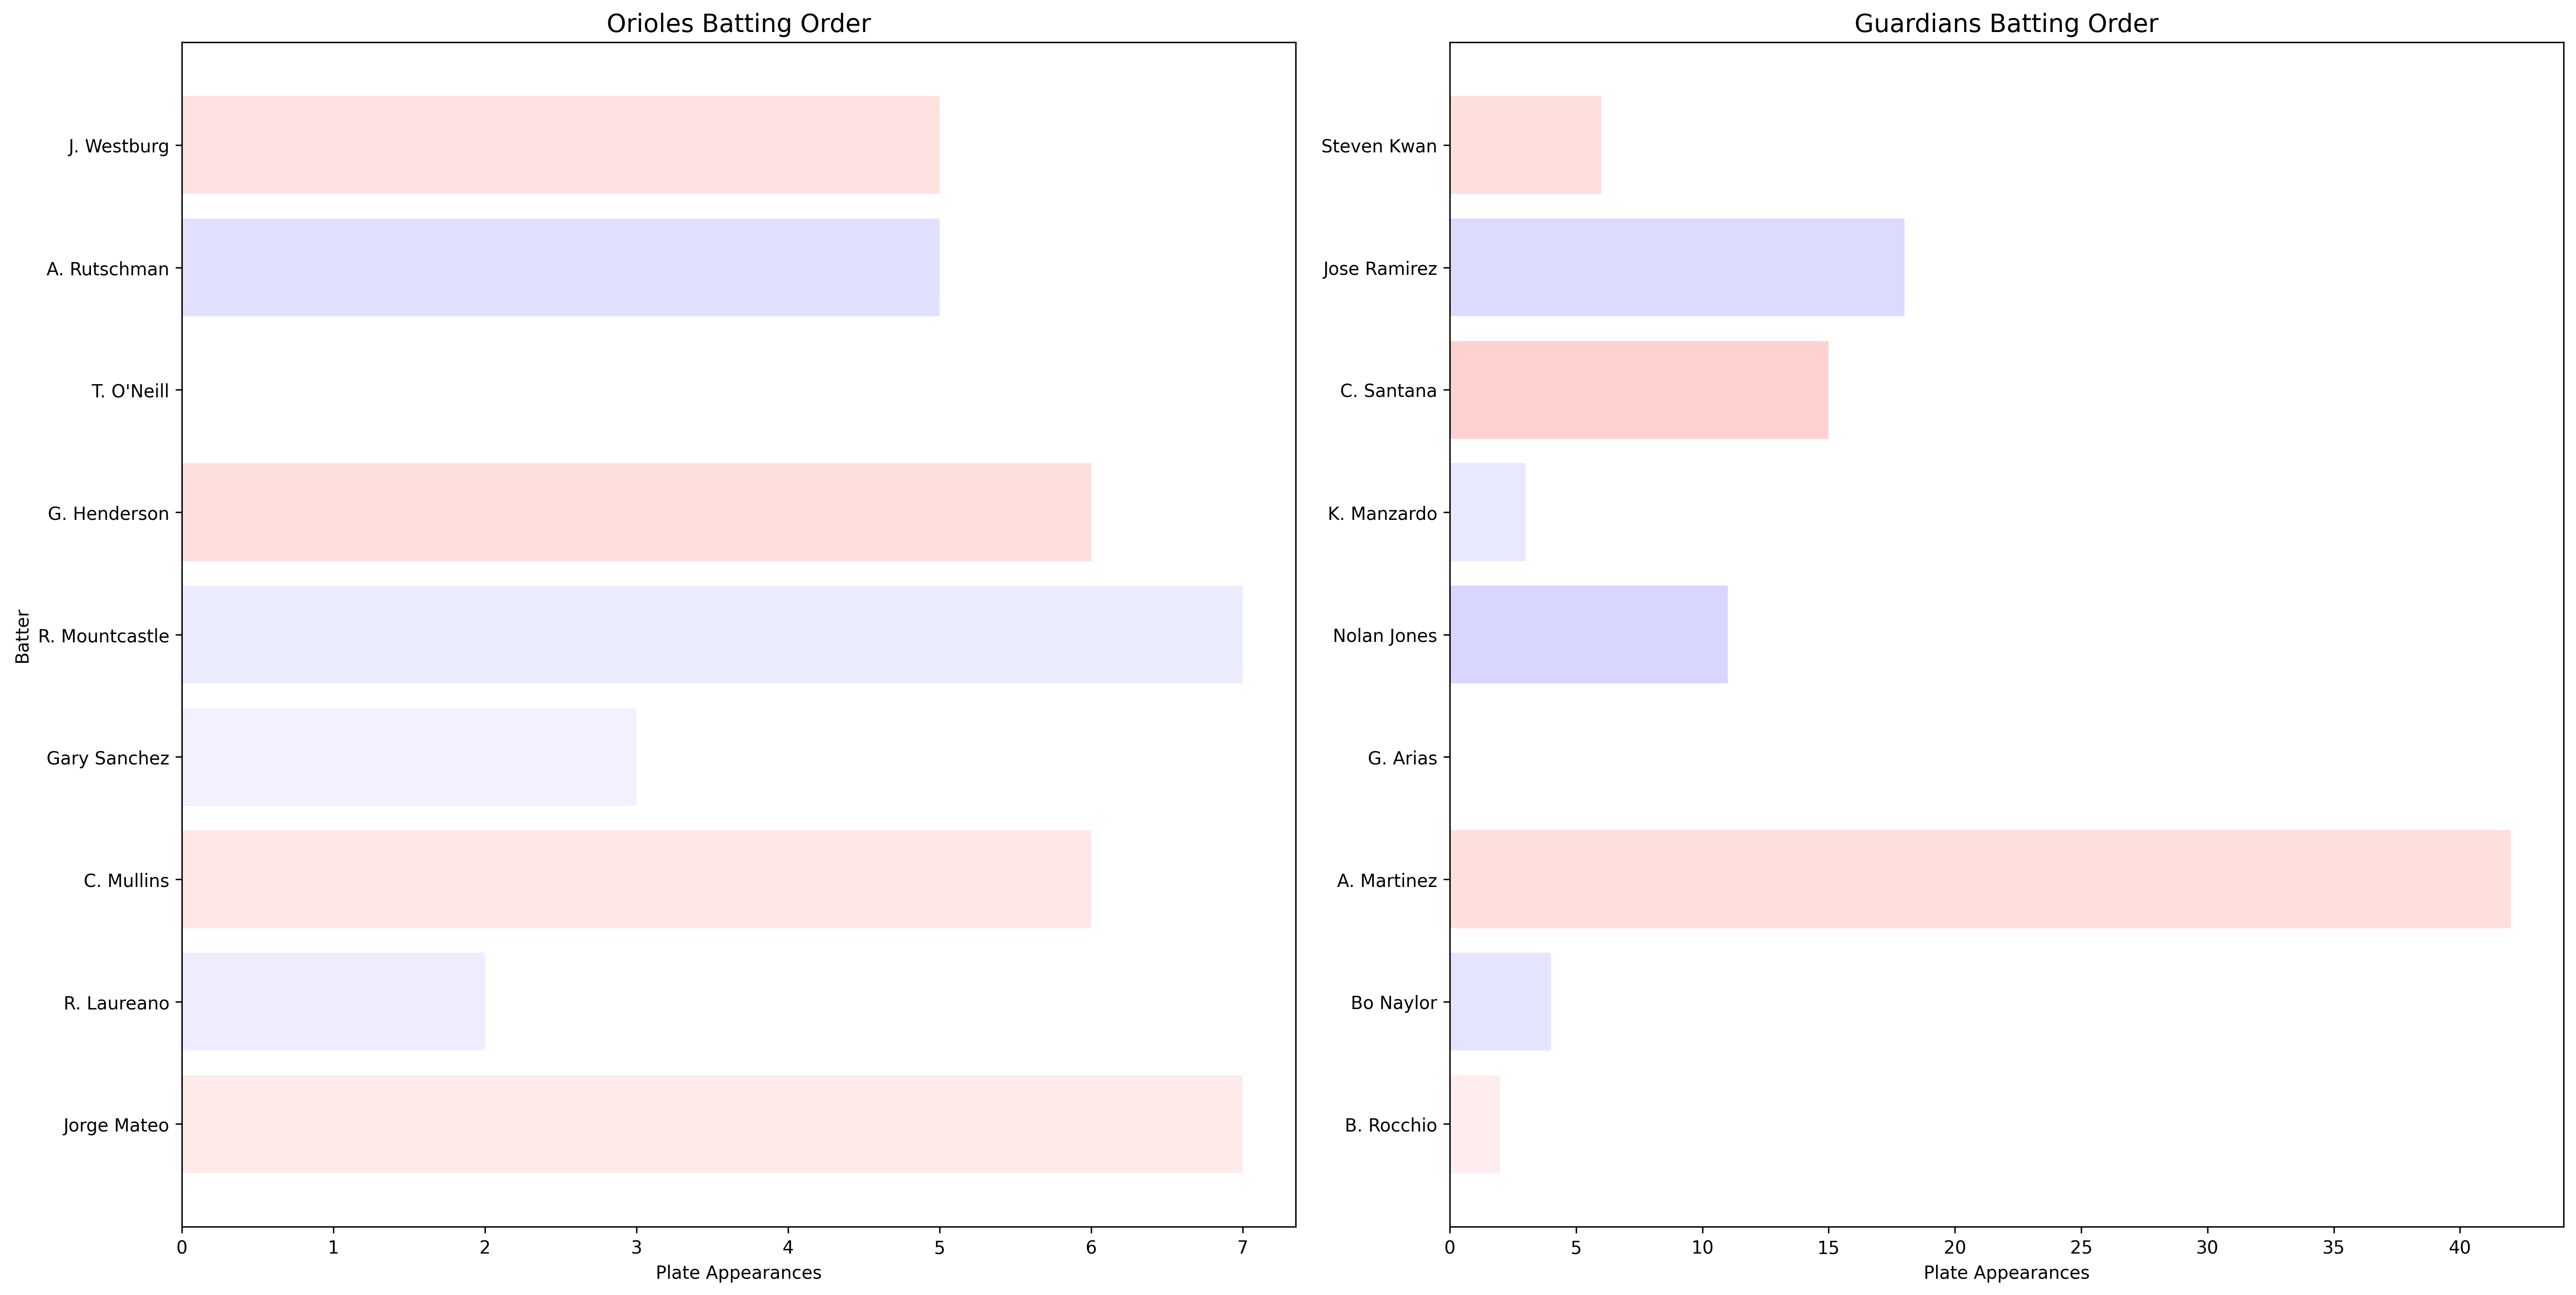 Orioles Batting Order
Batter
J. Westburg
A. Rutschman
T. O'Neill
G. Henderson
R. Mountcastle
Gary Sanchez
C. Mullins
R. Laureano
Jorge Mateo
0 1 2 3 4 5 6 7
Plate Appearances
Guardians Batting Order
Steven Kwan
Jose Ramirez
C. Santana
K. Manzardo
Nolan Jones
G. Arias
A. Martinez
Bo Naylor
B. Rocchio
0 5 10 15 20 25 30 35 40
Plate Appearances